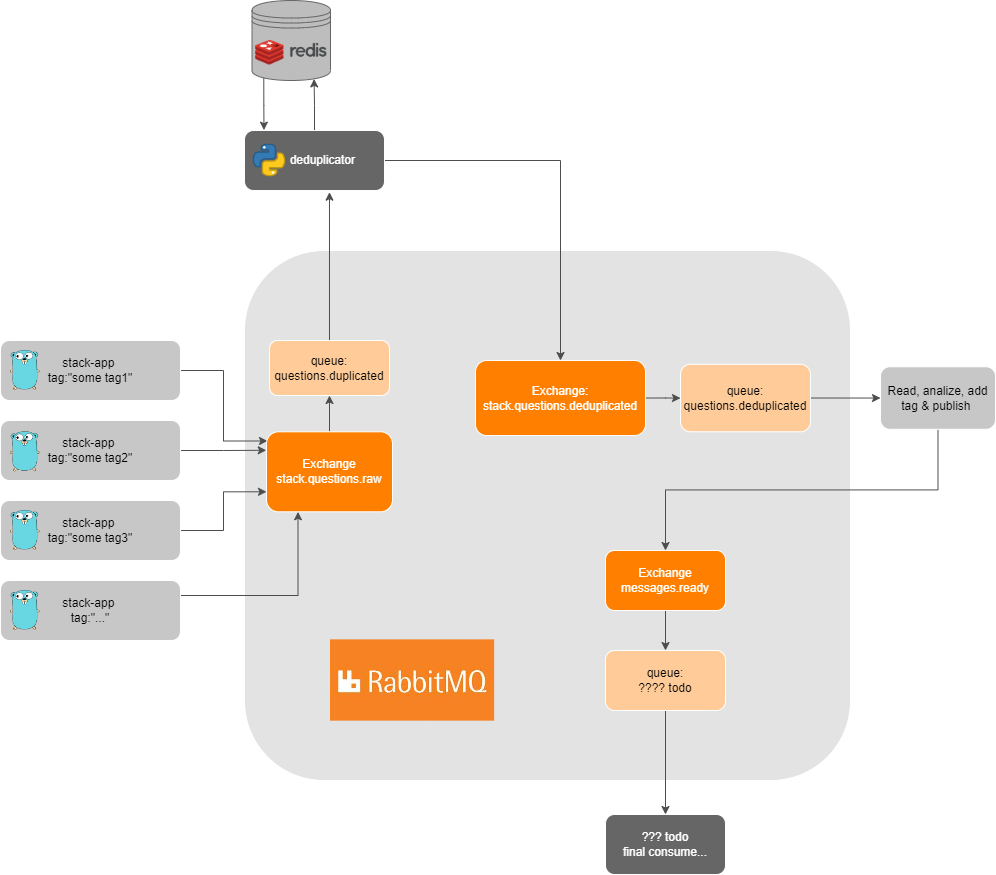 redis
deduplicator
queue:
questions.duplicated
stack-app
tag:"some tag1"
stack-app
tag:"some tag2"
stack-app
tag:"some tag3"
stack-app
tag:"..."
Exchange
stack.questions.raw
Exchange:
stack.questions.deduplicated
queue:
questions.deduplicated
Read, analize, add
tag & publish
Exchange
messages.ready
queue:
???? todo
RabbitMQ
??? todo
final consume...